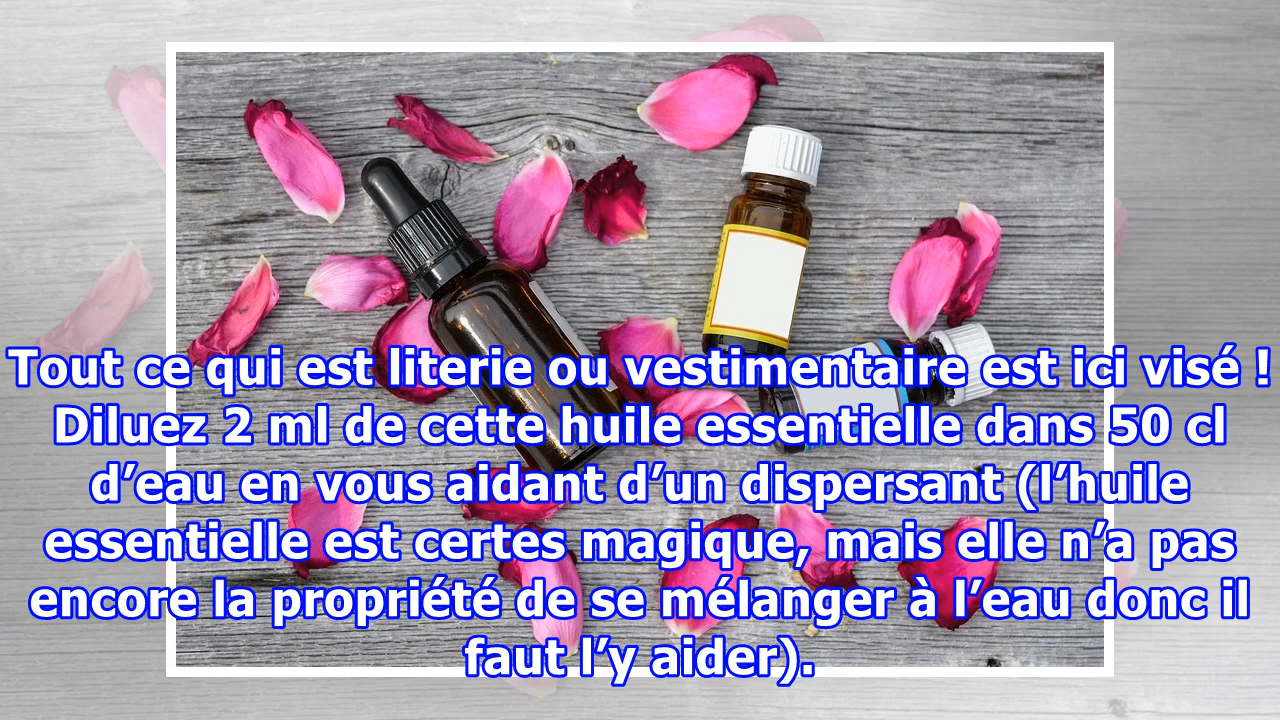 Tout ce qui est literie ou vestimentaire est ici visé !
Diluez 2 ml de cette huile essentielle dans 50 cl
d’eau en vous aidant d’un dispersant (l’huile
essentielle est certes magique, mais elle n’a pas
encore la propriété de se mélanger à l’eau donc il
faut l’y aider).